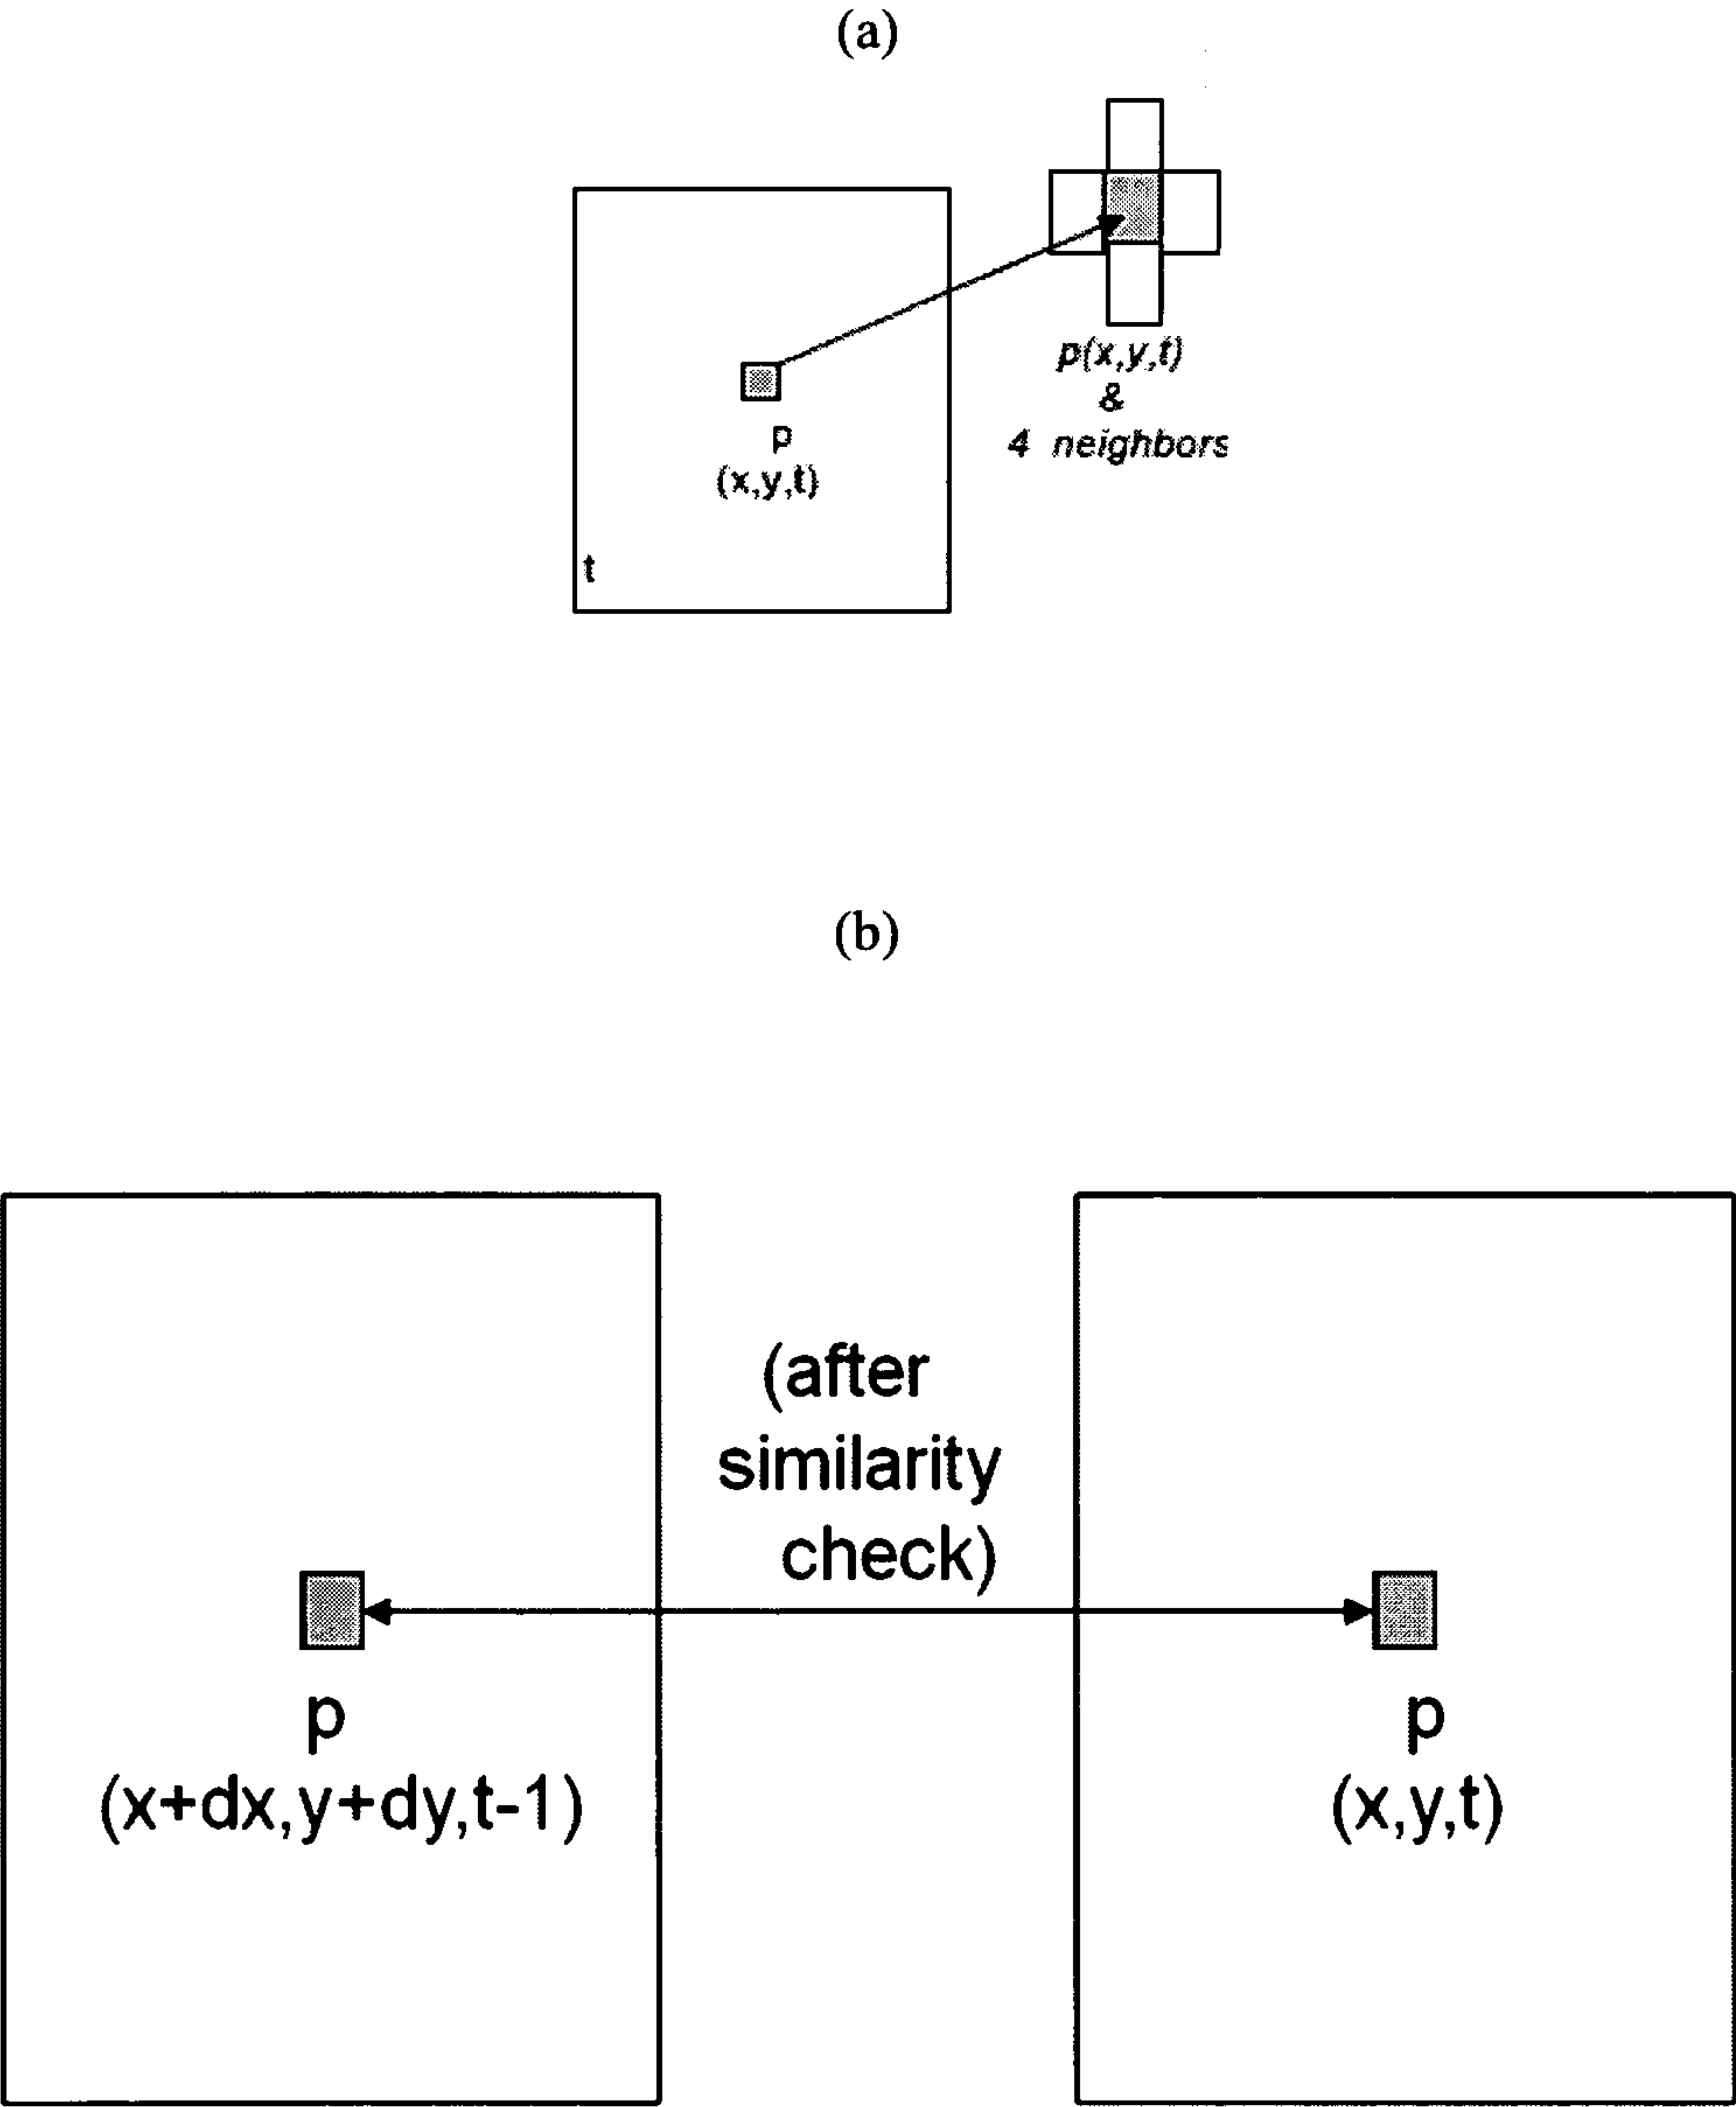 (a)
p(x,y,t)
&
4 neighbors
p
(x,y,t)
t
(b)
(after
similarity
check)
p
(x+dx,y+dy,t-1)
p
(x,y,t)